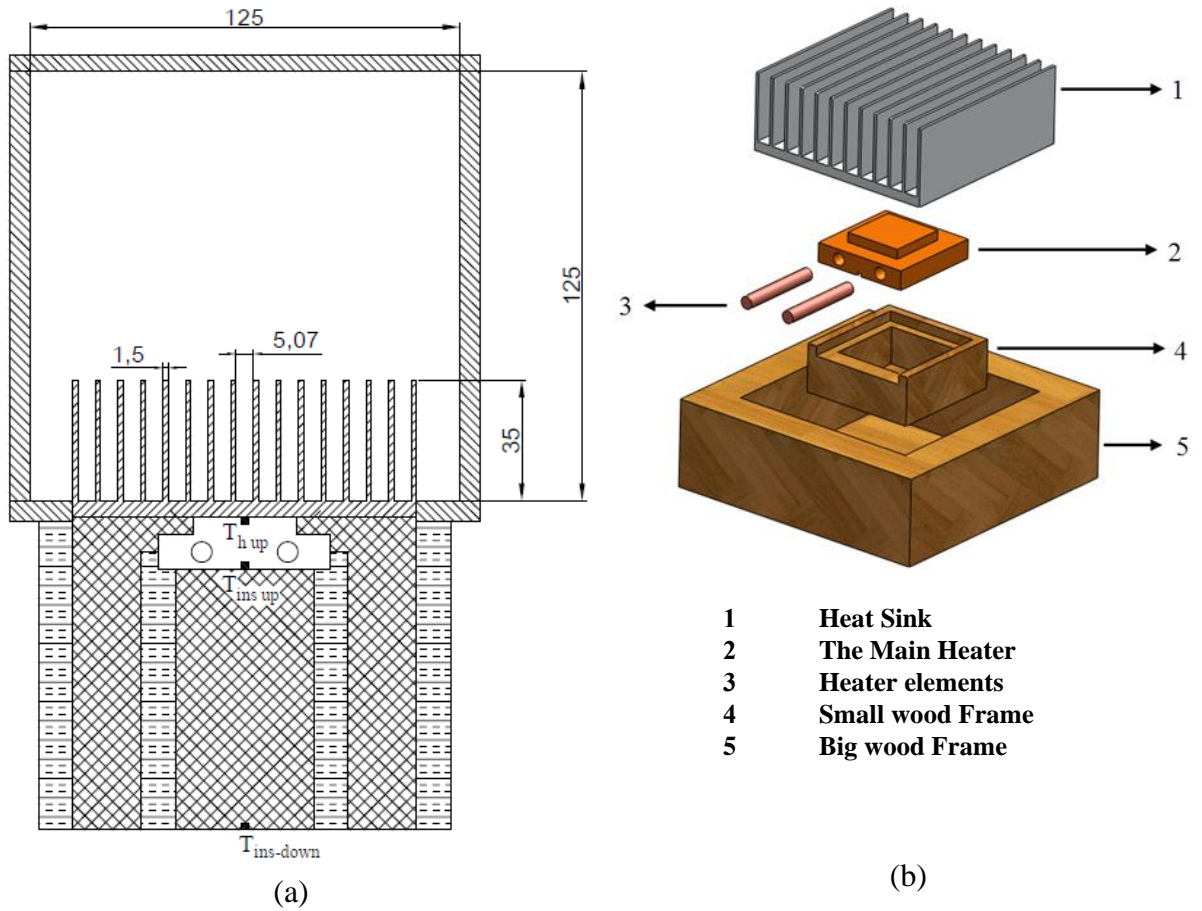 125
125
1,5
5,07
35
T h up
T ins up
T ins-down
(a)
1
2
3
4
5
1 Heat Sink
2 The Main Heater
3 Heater elements
4 Small wood Frame
5 Big wood Frame
(b)